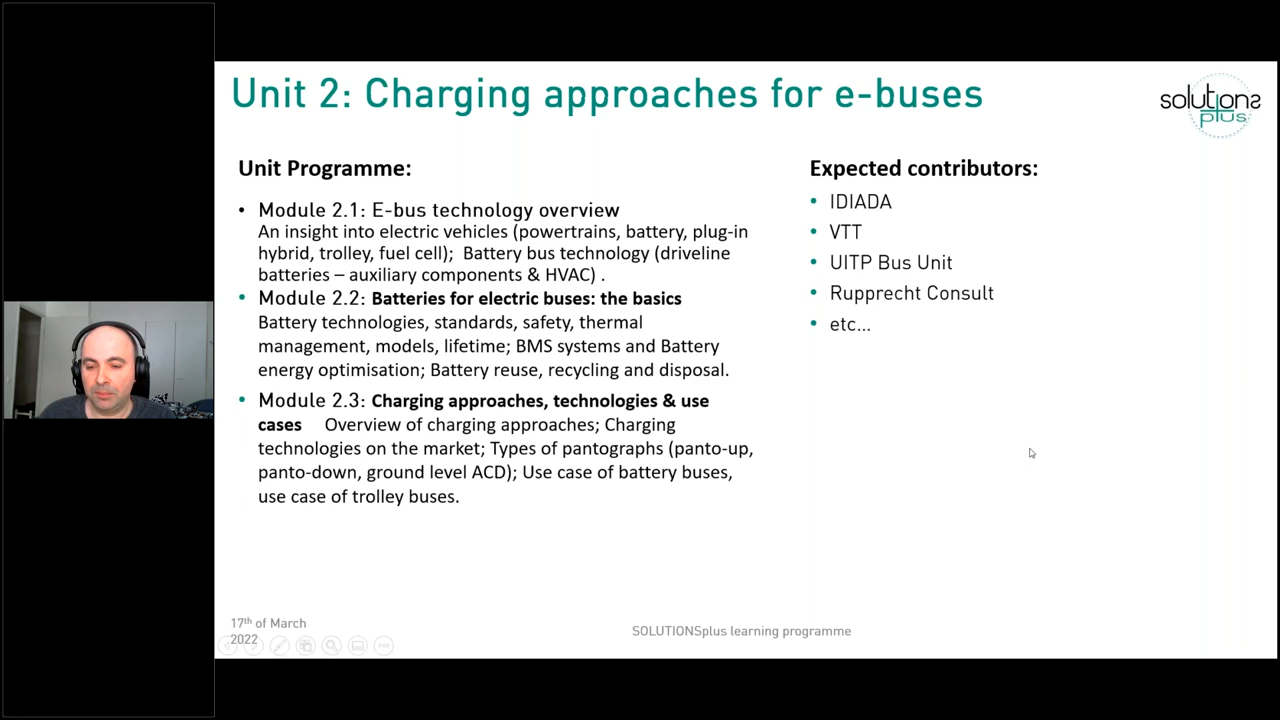 Unit 2: Charging approaches for e-buses
solutions
plus
Unit Programme:
• Module 2.1: E-bus technology overview
An insight into electric vehicles (powertrains, battery, plug-in
hybrid, trolley, fuel cell); Battery bus technology (driveline
batteries – auxiliary components & HVAC) .
• Module 2.2: Batteries for electric buses: the basics
Battery technologies, standards, safety, thermal
management, models, lifetime; BMS systems and Battery
energy optimisation; Battery reuse, recycling and disposal.
• Module 2.3: Charging approaches, technologies & use
cases Overview of charging approaches; Charging
technologies on the market; Types of pantographs (panto-up,
panto-down, ground level ACD); Use case of battery buses,
use case of trolley buses.
Expected contributors:
• IDIADA
• VTT
• UITP Bus Unit
• Rupprecht Consult
• etc...
17th of March
2022
SOLUTIONSplus learning programme